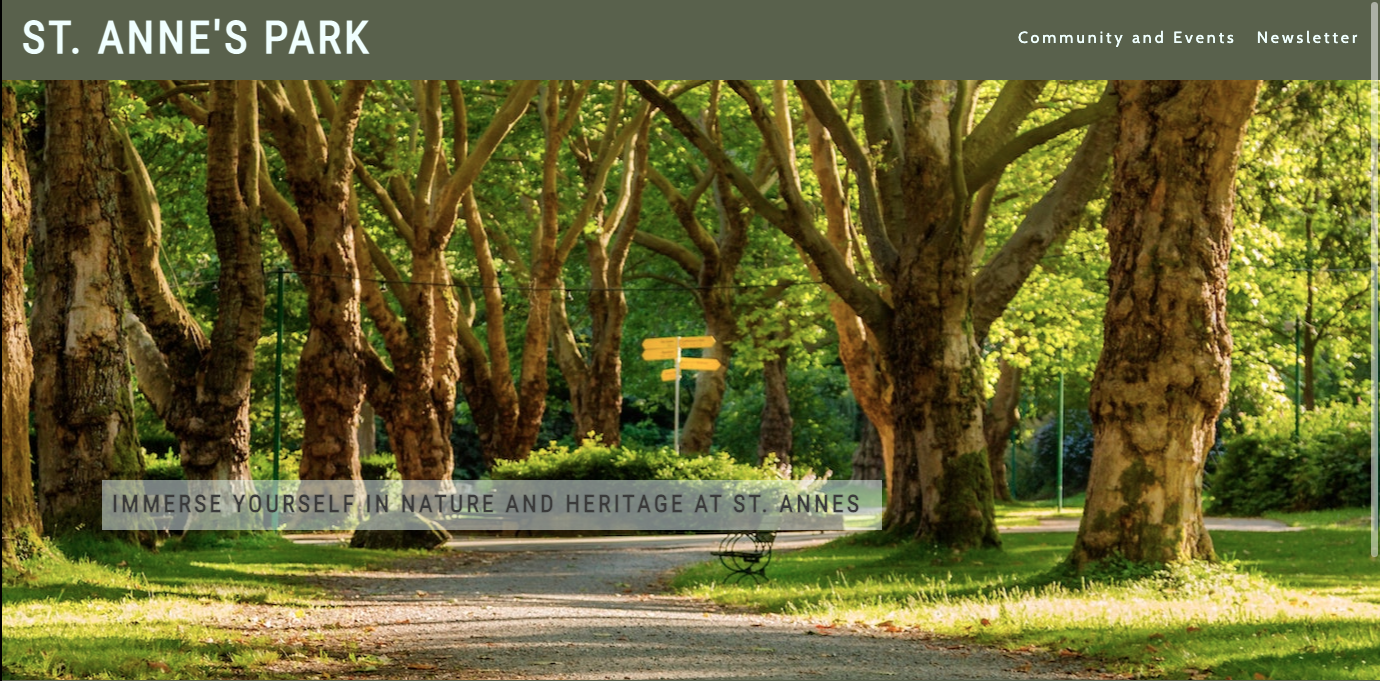 ST. ANNE'S PARK
Community and Events Newsletter
IMMERSE YOURSELF IN NATURE AND HERITAGE AT ST. ANNES